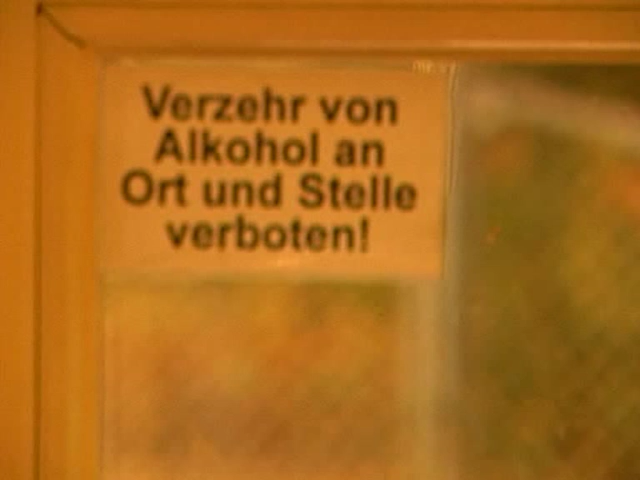 Verzehr von
Alkohol an
Ort und Stelle
verboten!